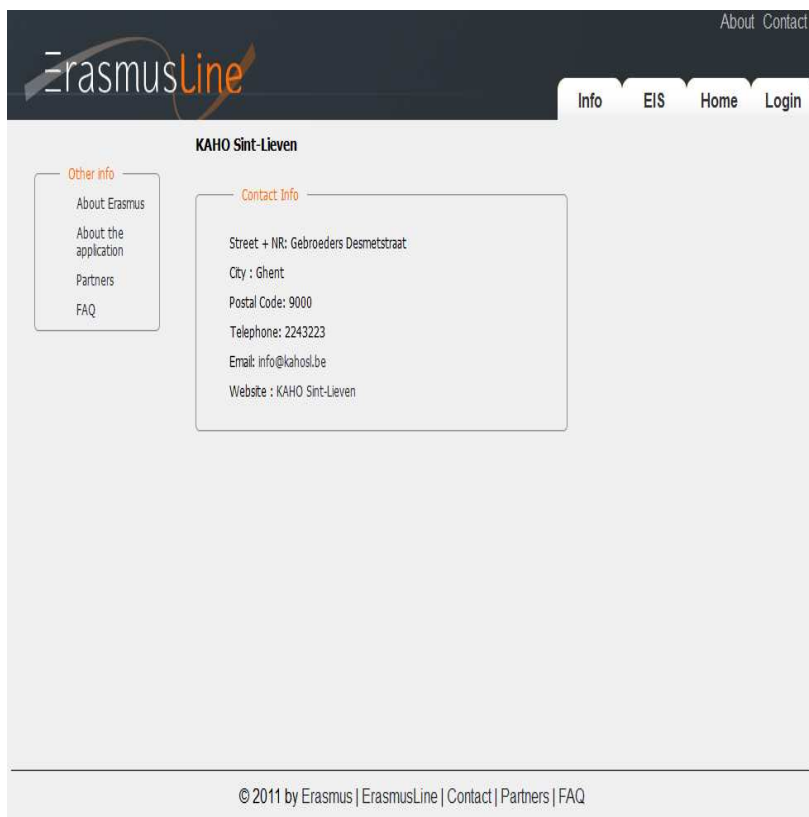 About Contact
ErasmusLine
Info EIS Home Login
KAHO Sint-Lieven
Other info
About Erasmus
About the
application
Partners
FAQ
Contact Info
Street + NR: Gebroeders Desmetstraat
City : Ghent
Postal Code: 9000
Telephone: 2243223
Email: info@kahosl.be
Website : KAHO Sint-Lieven
© 2011 by Erasmus | ErasmusLine | Contact | Partners | FAQ